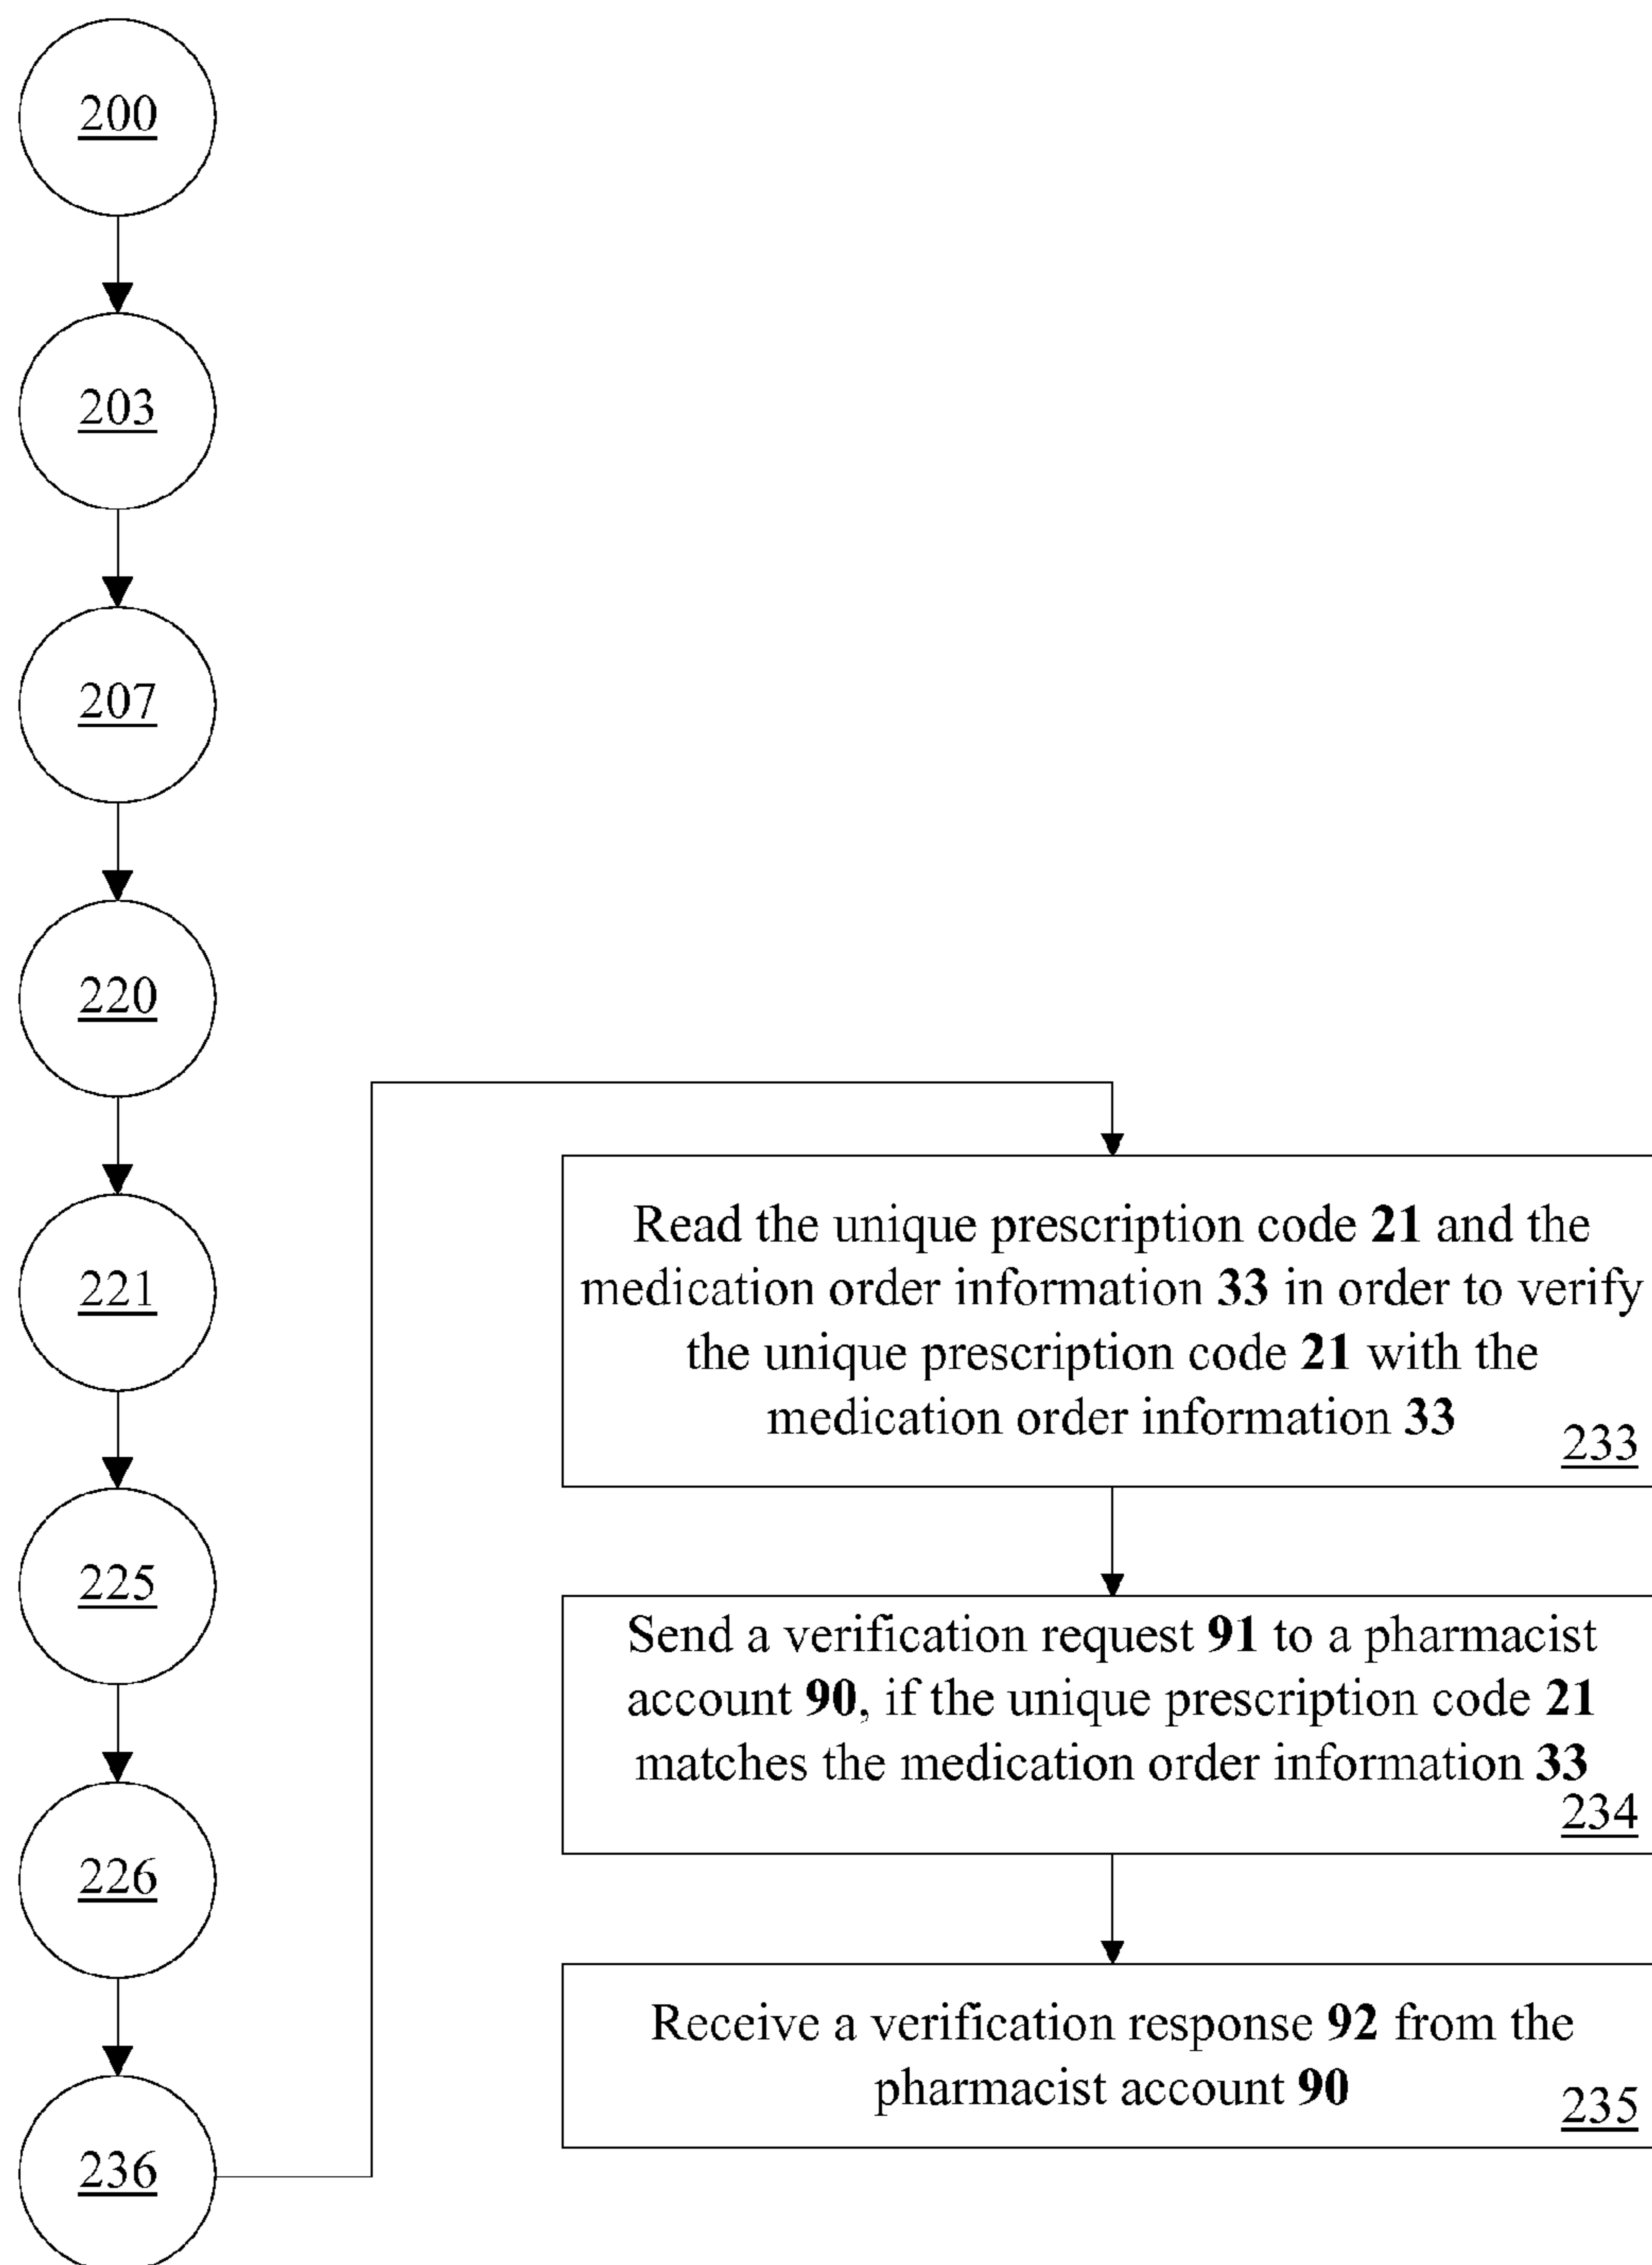 200
203
207
220
221
225
226
236
Read the unique prescription code 21 and the
medication order information 33 in order to verify
the unique prescription code 21 with the
medication order information 33
233
Send a verification request 91 to a pharmacist
account 90, if the unique prescription code 21
matches the medication order information 33
234
Receive a verification response 92 from the
pharmacist account 90
235